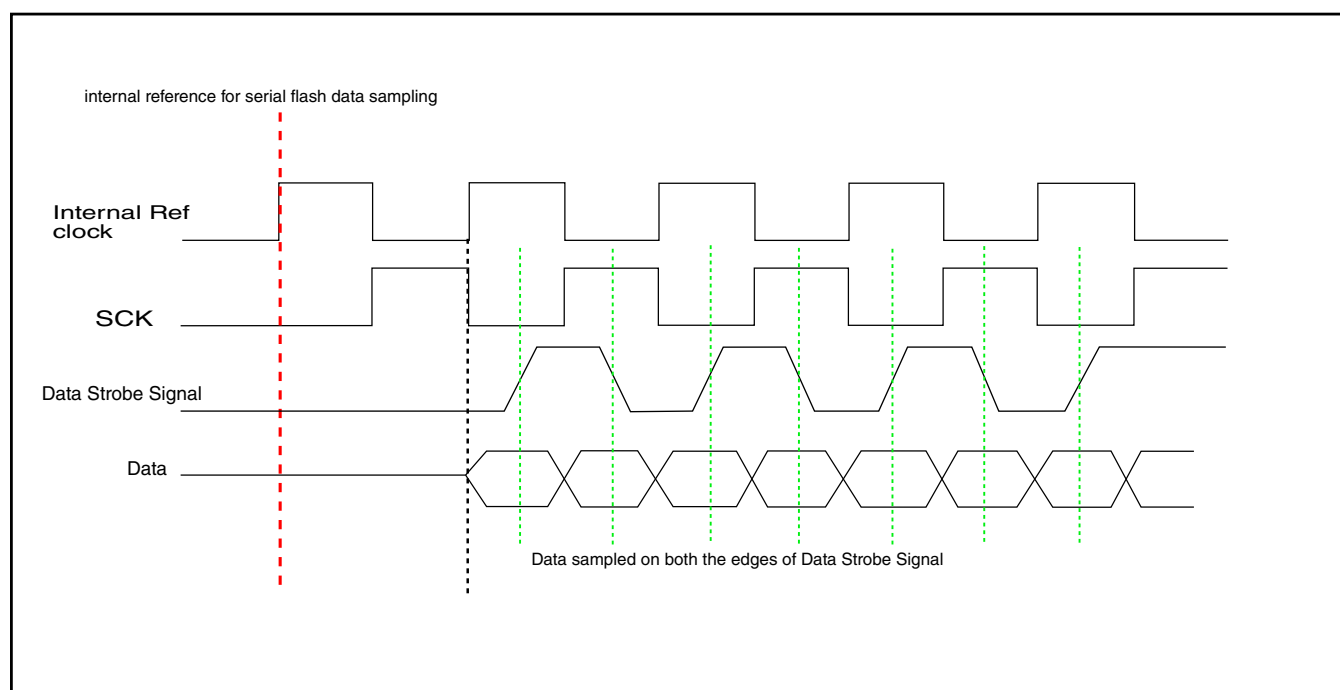 internal reference for serial flash data sampling
Internal Ref
clock
SCK
Data Strobe Signal
Data
Data sampled on both the edges of Data Strobe Signal